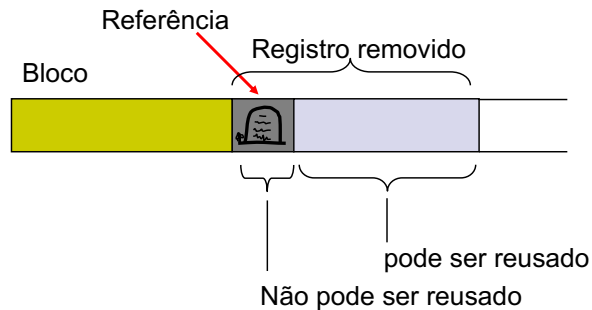 Referência
Registro removido
Bloco
pode ser reusado
Não pode ser reusado